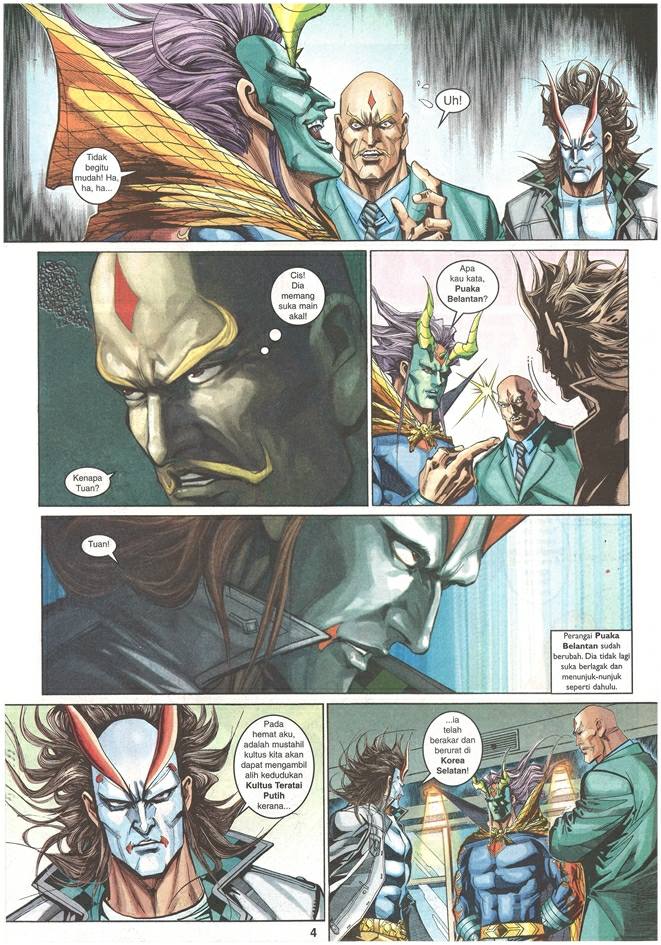 Tidak
begitu
mudah! Ha,
ha, ha...
Uh!
Cis!
Dia
memang
suka main
akal!
Kenapa
Tuan?
Apa
kau kata,
Puaka
Belantan?
Tuan!
Perangai Puaka
Belantan sudah
berubah. Dia tidak lagi
suka berlagak dan
menunjuk-nunjuk
seperti dahulu.
Pada
hemat aku,
adalah mustahil
kultus kita akan
dapat mengambil
alih kedudukan
Kultus Teratai
Putih
kerana...
...ia
telah
berakar dan
berurat di
Korea
Selatan!
4